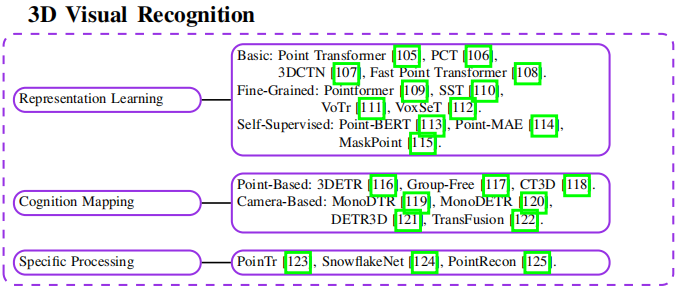 3D Visual Recognition
Representation Learning
Basic: Point Transformer [105], PCT [106],
3DCTN [107], Fast Point Transformer [108].
Fine-Grained: Pointformer [109], SST [110],
VoTr [111], VoxSeT [112].
Self-Supervised: Point-BERT [113], Point-MAE [114],
MaskPoint [115].
Cognition Mapping
Point-Based: 3DETR [116], Group-Free [117], CT3D [118].
Camera-Based: MonoDTR [119], MonoDETR [120],
DETR3D [121], TransFusion [122].
Specific Processing
PoinTr [123], SnowflakeNet [124], PointRecon [125].